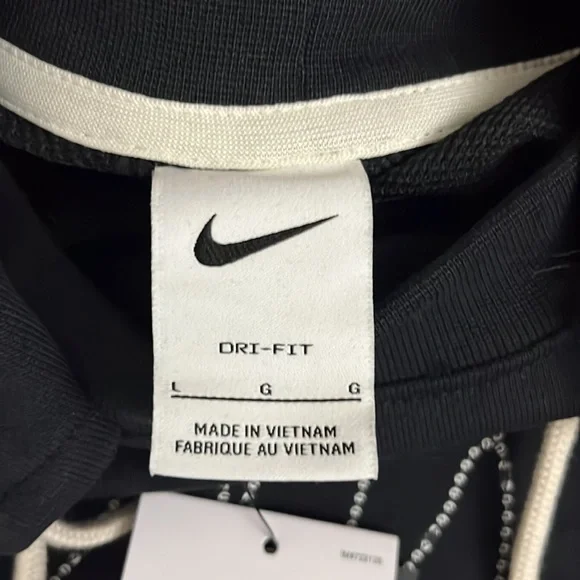 DRI-FIT
L G G
MADE IN VIETNAM
FABRIQUE AU VIETNAM